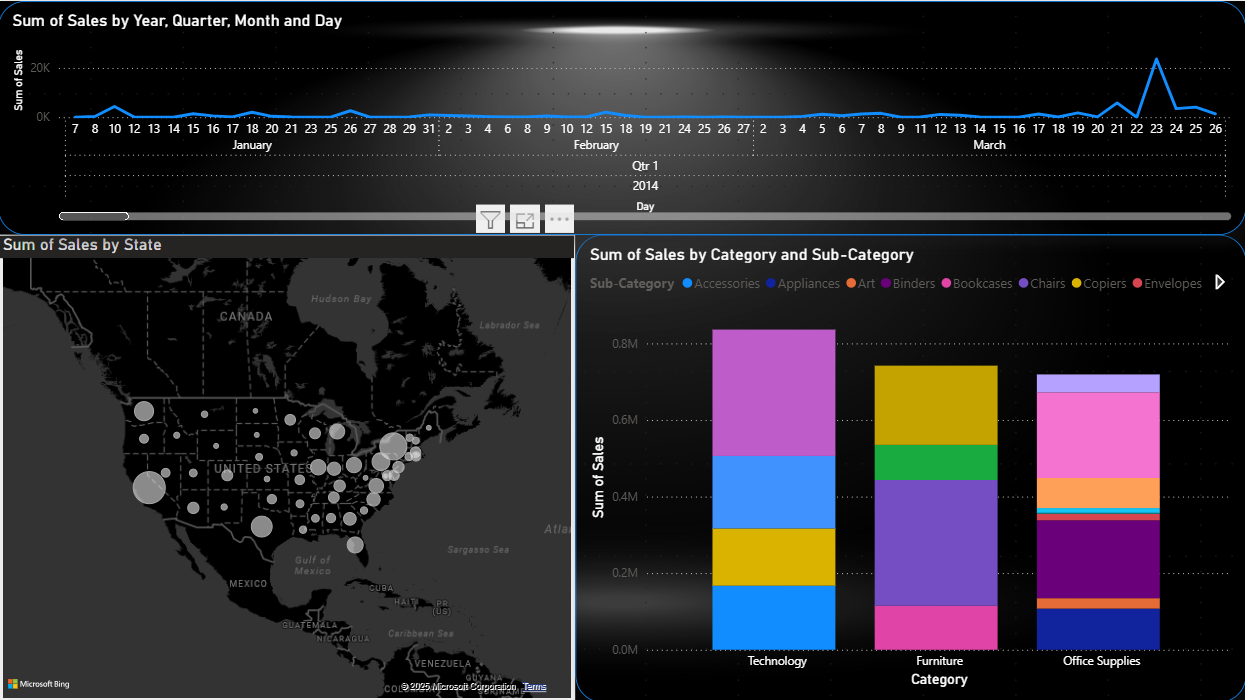 Sum of Sales by Year, Quarter, Month and Day
Sum of Sales
20K
0K
7 8 10 12 13 14 15 16 17 18 20 21 23 25 26 27 28 29 31 2 3 4 6 8 9 10 12 15 18 19 21 24 25 26 27 2 3 4 5 6 7 8 9 11 12 13 14 15 16 17 18 19 20 21 22 23 24 25 26
January February March
Qtr 1
2014
Day
Sum of Sales by State
Hudson Bay
CANADA
Labrador Sea
UNITED STATES
Atla
Sargasso Sea
Gulf of
Mexico
MEXICO
CUBA
HAITI
PR
(US)
GUATEMALA
Caribbean Sea
NICARAGUA
VENEZUELA
GUYANA
Microsoft Bing
© 2025 Microsoft Corporation Terms
Sum of Sales by Category and Sub-Category
Sub-Category Accessories Appliances Art Binders Bookcases Chairs Copiers Envelopes
Sum of Sales
0.8M
0.6M
0.4M
0.2M
0.0M
Technology Furniture Office Supplies
Category